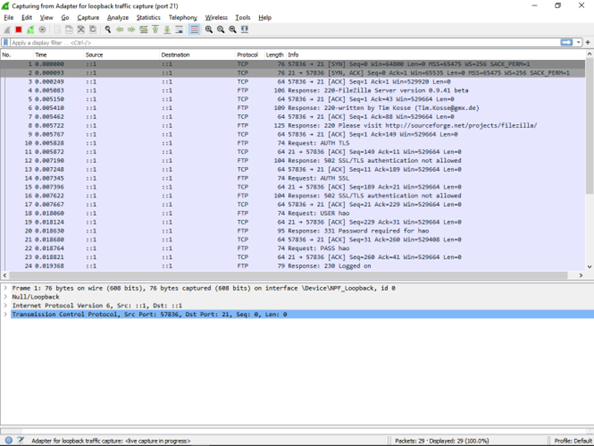 Capturing from Adapter for loopback traffic capture (port 21)
File Edit View Go Capture Analyze Statistics Telephony Wireless Tools Help
Apply a display filter ... <Ctrl-/>
No. Time Source Destination Protocol Length Info
1 0.000000 ::1 ::1 TCP 76 57836 → 21 [SYN] Seq=0 Win=64800 Len=0 MSS=65475 WS=256 SACK_PERM=1
2 0.000093 ::1 ::1 TCP 76 21 → 57836 [SYN, ACK] Seq=0 Ack=1 Win=65535 Len=0 MSS=65475 WS=256 SACK_PERM=1
3 0.000249 ::1 ::1 TCP 64 57836 → 21 [ACK] Seq=1 Ack=1 Win=529920 Len=0
4 0.005083 ::1 ::1 FTP 106 Response: 220-FileZilla Server version 0.9.41 beta
5 0.005150 ::1 ::1 TCP 64 57836 → 21 [ACK] Seq=1 Ack=43 Win=529664 Len=0
6 0.005410 ::1 ::1 FTP 109 Response: 220-written by Tim Kosse (Tim.Kosse@gmx.de)
7 0.005462 ::1 ::1 TCP 64 57836 → 21 [ACK] Seq=1 Ack=88 Win=529664 Len=0
8 0.005722 ::1 ::1 FTP 125 Response: 220 Please visit http://sourceforge.net/projects/filezilla/
9 0.005767 ::1 ::1 TCP 64 57836 → 21 [ACK] Seq=1 Ack=149 Win=529664 Len=0
10 0.005828 ::1 ::1 FTP 74 Request: AUTH TLS
11 0.005872 ::1 ::1 TCP 64 21 → 57836 [ACK] Seq=149 Ack=11 Win=529664 Len=0
12 0.007190 ::1 ::1 FTP 104 Response: 502 SSL/TLS authentication not allowed
13 0.007248 ::1 ::1 TCP 64 57836 → 21 [ACK] Seq=11 Ack=189 Win=529664 Len=0
14 0.007345 ::1 ::1 FTP 74 Request: AUTH SSL
15 0.007396 ::1 ::1 TCP 64 21 → 57836 [ACK] Seq=189 Ack=21 Win=529664 Len=0
16 0.007622 ::1 ::1 FTP 104 Response: 502 SSL/TLS authentication not allowed
17 0.007667 ::1 ::1 TCP 64 57836 → 21 [ACK] Seq=21 Ack=229 Win=529664 Len=0
18 0.018060 ::1 ::1 FTP 74 Request: USER hao
19 0.018124 ::1 ::1 TCP 64 21 → 57836 [ACK] Seq=229 Ack=31 Win=529664 Len=0
20 0.018630 ::1 ::1 FTP 95 Response: 331 Password required for hao
21 0.018680 ::1 ::1 TCP 64 57836 → 21 [ACK] Seq=31 Ack=260 Win=529408 Len=0
22 0.018764 ::1 ::1 FTP 74 Request: PASS hao
23 0.018821 ::1 ::1 TCP 64 21 → 57836 [ACK] Seq=260 Ack=41 Win=529664 Len=0
24 0.019368 ::1 ::1 FTP 79 Response: 230 Logged on
Frame 1: 76 bytes on wire (608 bits), 76 bytes captured (608 bits) on interface \Device\NPF_Loopback, id 0
Null/Loopback
Internet Protocol Version 6, Src: ::1, Dst: ::1
Transmission Control Protocol, Src Port: 57836, Dst Port: 21, Seq: 0, Len: 0
Adapter for loopback traffic capture: <live capture in progress> Packets: 29 · Displayed: 29 (100.0%) Profile: Default